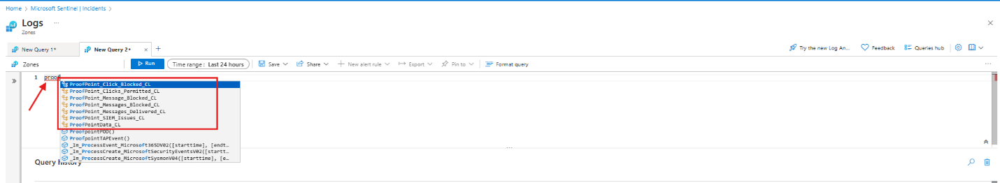 Home > Microsoft Sentinel | Incidents >
Logs ...
Zones
New Query 1*
New Query 2* × +
Try the new Log An...
Feedback
Queries hub
Zones
Run
Time range : Last 24 hours
Save
Share
New alert rule
Export
Pin to
Format query
...
1 proof
ProofPoint_Click_Blocked_CL
ProofPoint_Clicks_Permitted_CL
ProofPoint_Message_Blocked_CL
ProofPoint_Messages_Blocked_CL
ProofPoint_Messages_Delivered_CL
ProofPoint_SIEM_Issues_CL
ProofPointData_CL
ProofpointPOD()
ProofpointTAPEvent()
_Im_ProcessEvent_Microsoft365DV02([starttime], [endt…
_Im_ProcessCreate_MicrosoftSecurityEventsV02([startt…
_Im_ProcessCreate_MicrosoftSysmonV04([starttime], [e…
Query history